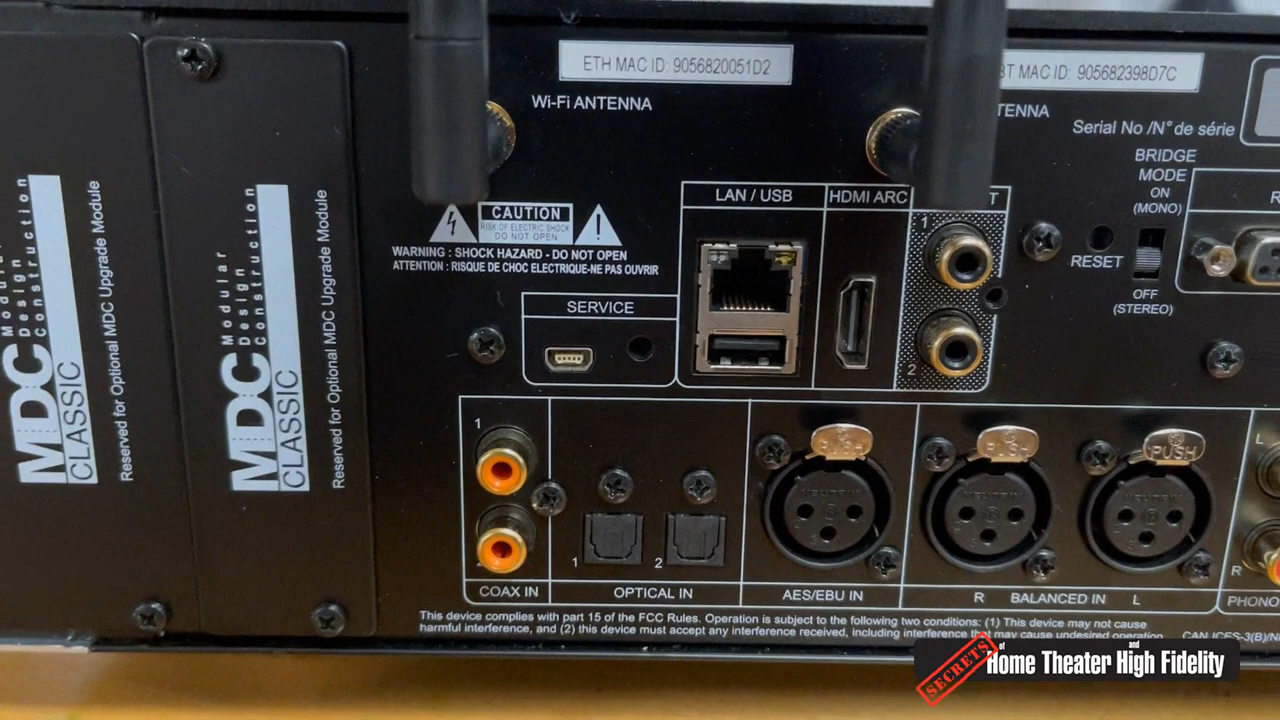 ETH MAC ID: 9056820051D2
BT MAC ID: 905682398D7C
Wi-Fi ANTENNA
TENNA
Serial No /N° de série
BRIDGE
MODE
ON
(MONO)
RESET
OFF
(STEREO)
R
LAN / USB
HDMI ARC
T
1
2
CAUTION
RISK OF ELECTRIC SHOCK
DO NOT OPEN
WARNING : SHOCK HAZARD - DO NOT OPEN
ATTENTION : RISQUE DE CHOC ELECTRIQUE-NE PAS OUVRIR
SERVICE
MDC
Modular
Design
Construction
CLASSIC
Reserved for Optional MDC Upgrade Module
MDC
Modular
Design
Construction
CLASSIC
Reserved for Optional MDC Upgrade Module
1
COAX IN
1
2
OPTICAL IN
PUSH
NEUTRIK
AES/EBU IN
PUSH
NEUTRIK
PUSH
NEUTRIK
R BALANCED IN L
L
R
PHONO
This device complies with part 15 of the FCC Rules. Operation is subject to the following two conditions: (1) This device may not cause
harmful interference, and (2) this device must accept any interference received, including interference that may cause undesired operation
CAN ICES-3(B)/N
SECRETS
of
and
Home Theater High Fidelity